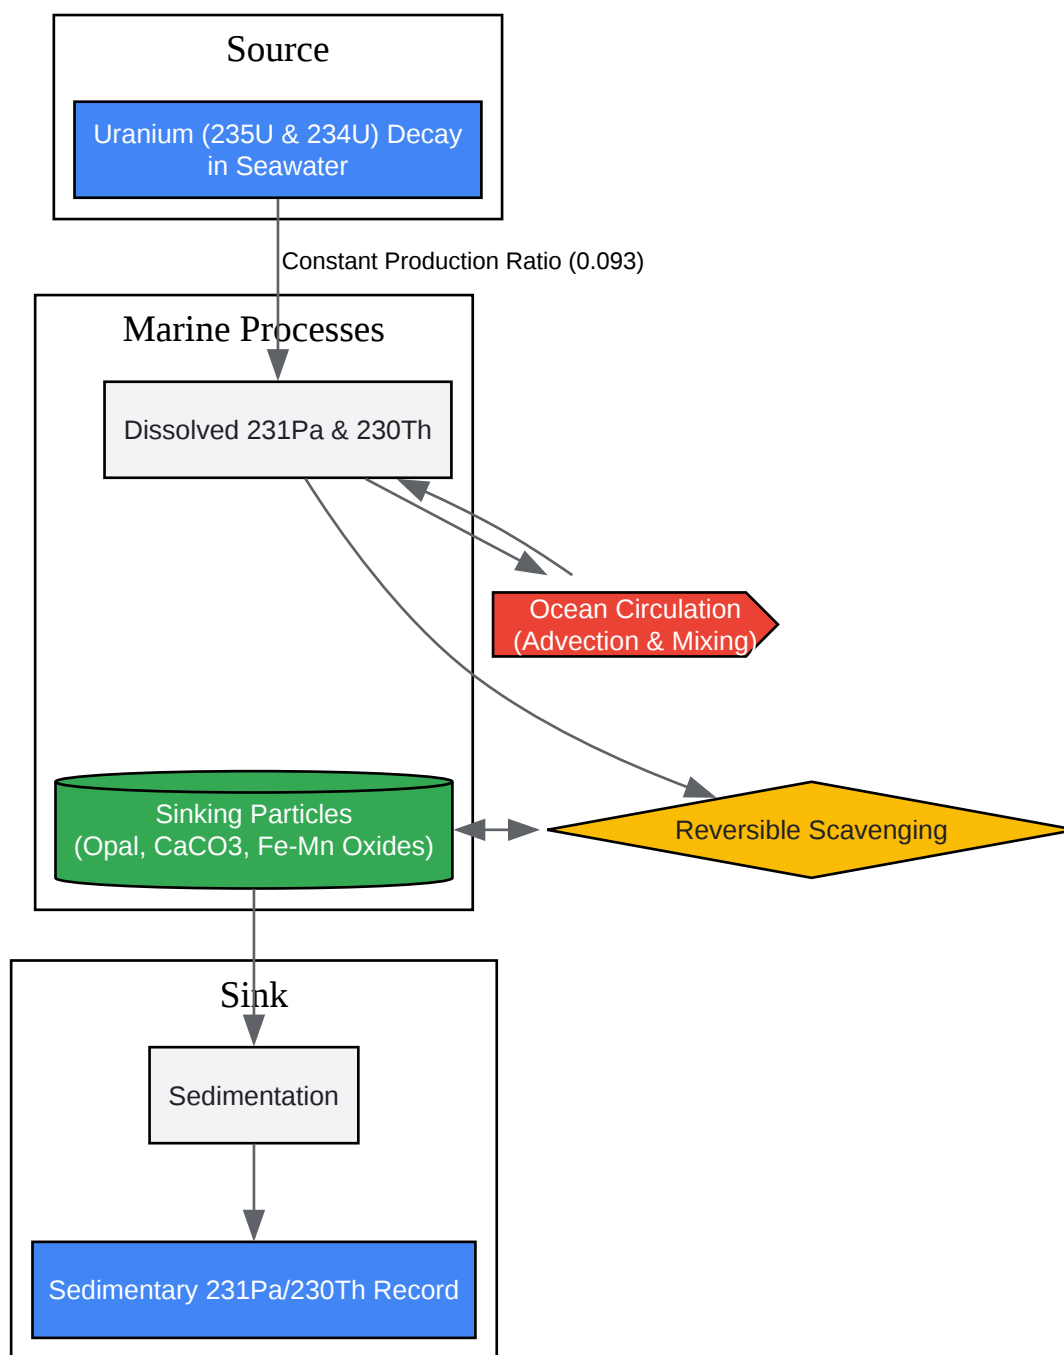 Source
Uranium (235U & 234U) Decay
in Seawater
Constant Production Ratio (0.093)
Marine Processes
Dissolved 231Pa & 230Th
Ocean Circulation
(Advection & Mixing)
Sinking Particles
(Opal, CaCO3, Fe-Mn Oxides)
Reversible Scavenging
Sink
Sedimentation
Sedimentary 231Pa/230Th Record